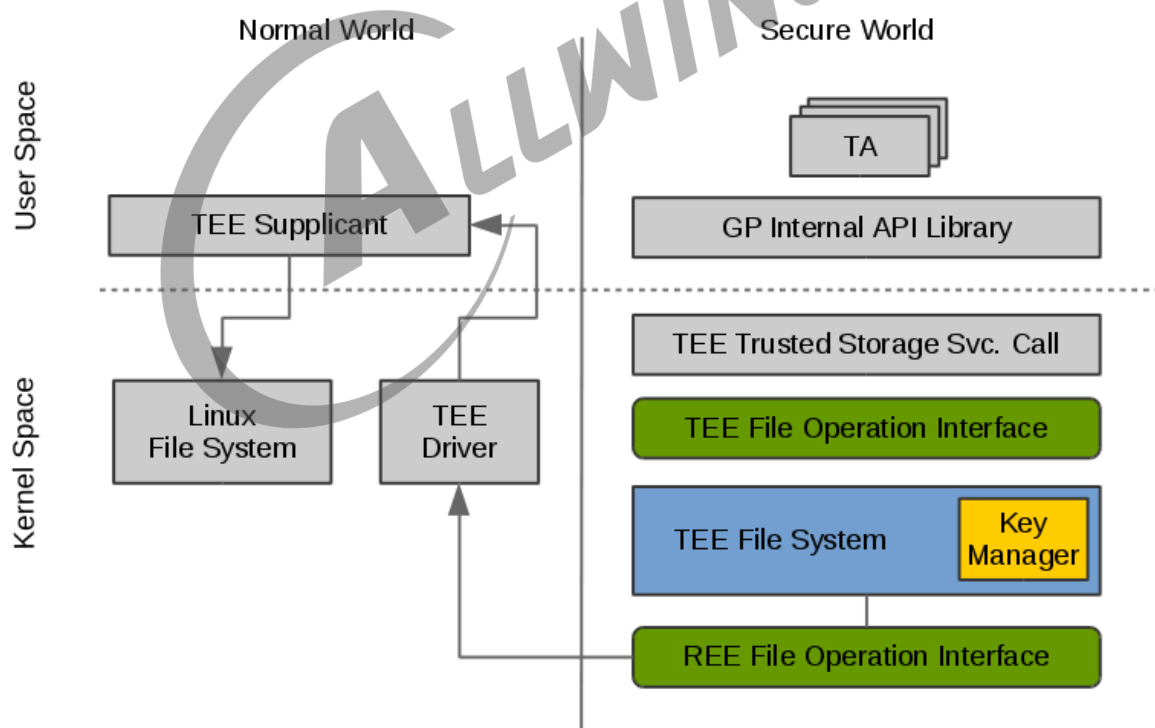 Normal World
Secure World
ALLWIN
User Space
TA
TEE Supplicant
GP Internal API Library
Kernel Space
TEE Trusted Storage Svc. Call
Linux
File System
TEE
Driver
TEE File Operation Interface
TEE File System
Key
Manager
REE File Operation Interface